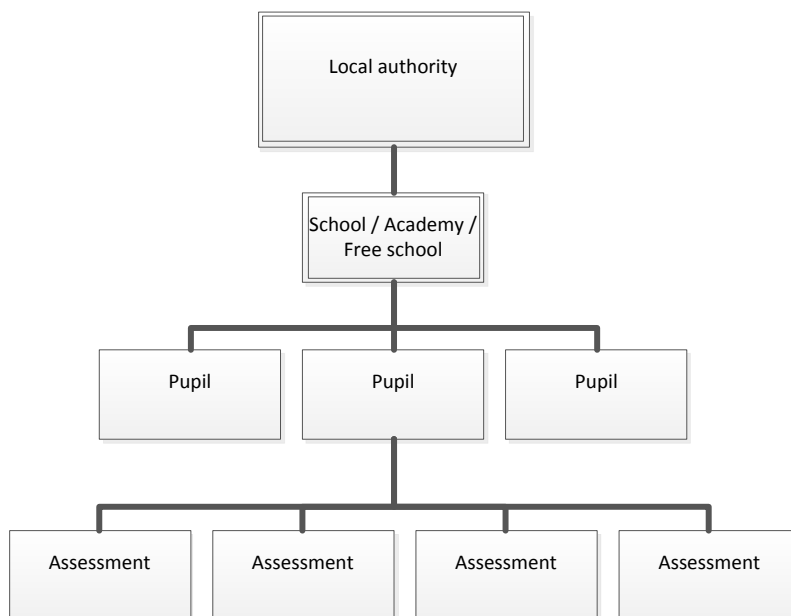 Local authority
School / Academy /
Free school
Pupil
Pupil
Pupil
Assessment
Assessment
Assessment
Assessment